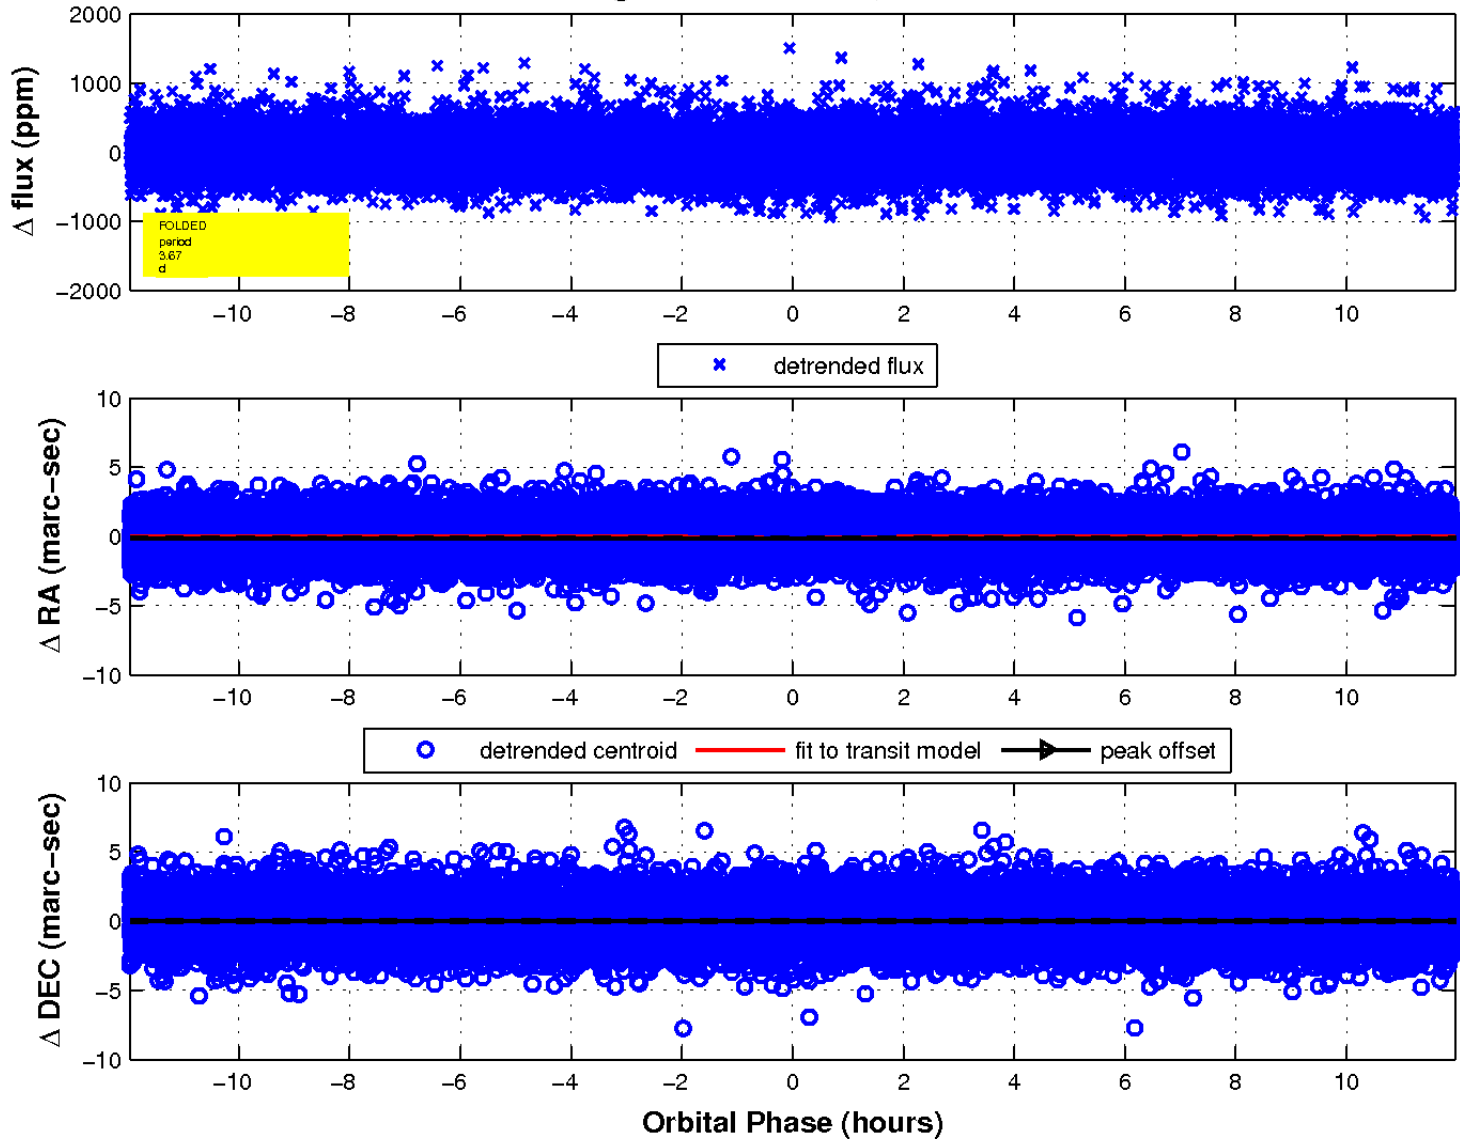 2000
1000
0
−1000
−2000
Δ flux (ppm)
FOLDED
period
3.67
d
−10 −8 −6 −4 −2 0 2 4 6 8 10
detrended flux
10
5
0
−5
−10
Δ RA (marc−sec)
−10 −8 −6 −4 −2 0 2 4 6 8 10
detrended centroid fit to transit model peak offset
10
5
0
−5
−10
Δ DEC (marc−sec)
−10 −8 −6 −4 −2 0 2 4 6 8 10
Orbital Phase (hours)